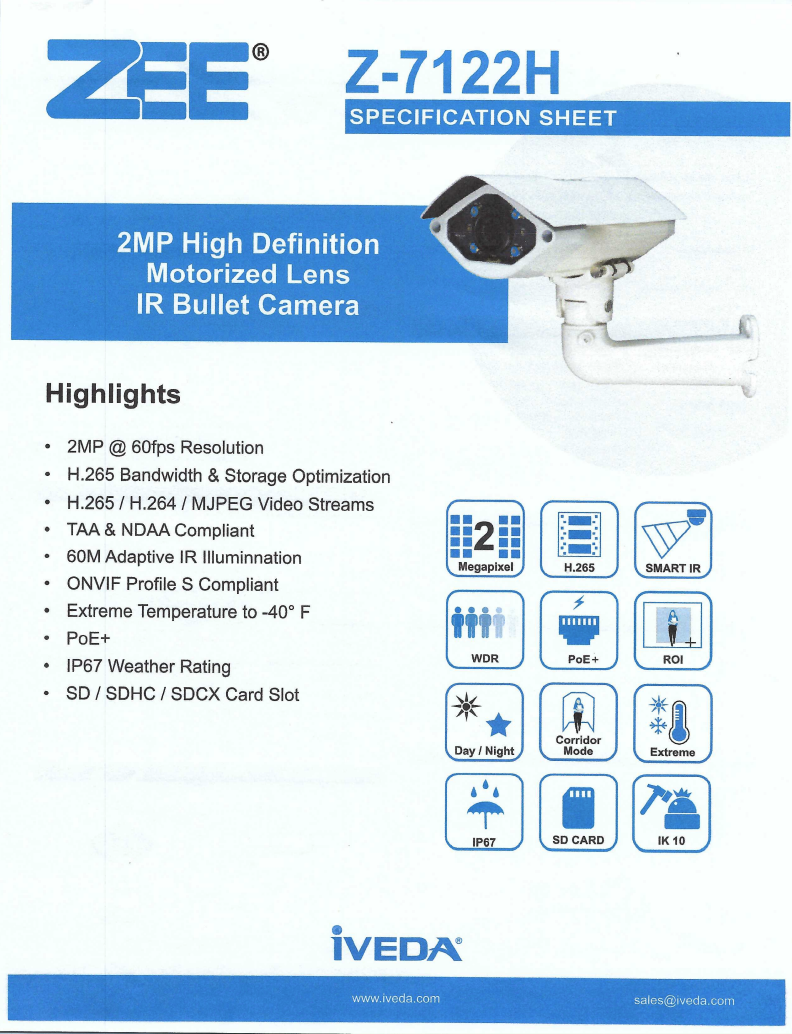 ZEE®
Z-7122H
SPECIFICATION SHEET
2MP High Definition
Motorized Lens
IR Bullet Camera
Highlights
• 2MP @ 60fps Resolution
• H.265 Bandwidth & Storage Optimization
• H.265 / H.264 / MJPEG Video Streams
• TAA & NDAA Compliant
• 60M Adaptive IR Illuminnation
• ONVIF Profile S Compliant
• Extreme Temperature to -40° F
• PoE+
• IP67 Weather Rating
• SD / SDHC / SDCX Card Slot
2
Megapixel
H.265
SMART IR
WDR
PoE+
ROI
Day / Night
Corridor
Mode
Extreme
IP67
SD CARD
IK 10
iVEDA®
www.iveda.com
sales@iveda.com